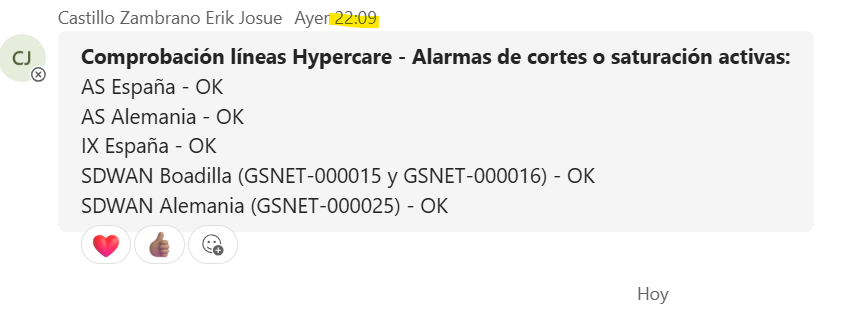 Castillo Zambrano Erik Josue Ayer 22:09
CJ
Comprobación líneas Hypercare - Alarmas de cortes o saturación activas:
AS España - OK
AS Alemania - OK
IX España - OK
SDWAN Boadilla (GSNET-000015 y GSNET-000016) - OK
SDWAN Alemania (GSNET-000025) - OK
Hoy